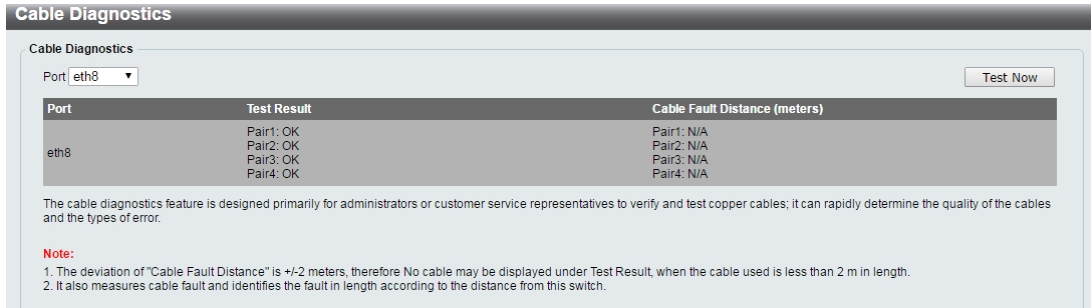 Cable Diagnostics
Cable Diagnostics
Port eth8 Test Now
Port Test Result Cable Fault Distance (meters)
eth8
Pair1: OK Pair1: N/A
Pair2: OK Pair2: N/A
Pair3: OK Pair3: N/A
Pair4: OK Pair4: N/A
The cable diagnostics feature is designed primarily for administrators or customer service representatives to verify and test copper cables; it can rapidly determine the quality of the cables
and the types of error.
Note:
1. The deviation of "Cable Fault Distance" is +/-2 meters, therefore No cable may be displayed under Test Result, when the cable used is less than 2 m in length.
2. It also measures cable fault and identifies the fault in length according to the distance from this switch.